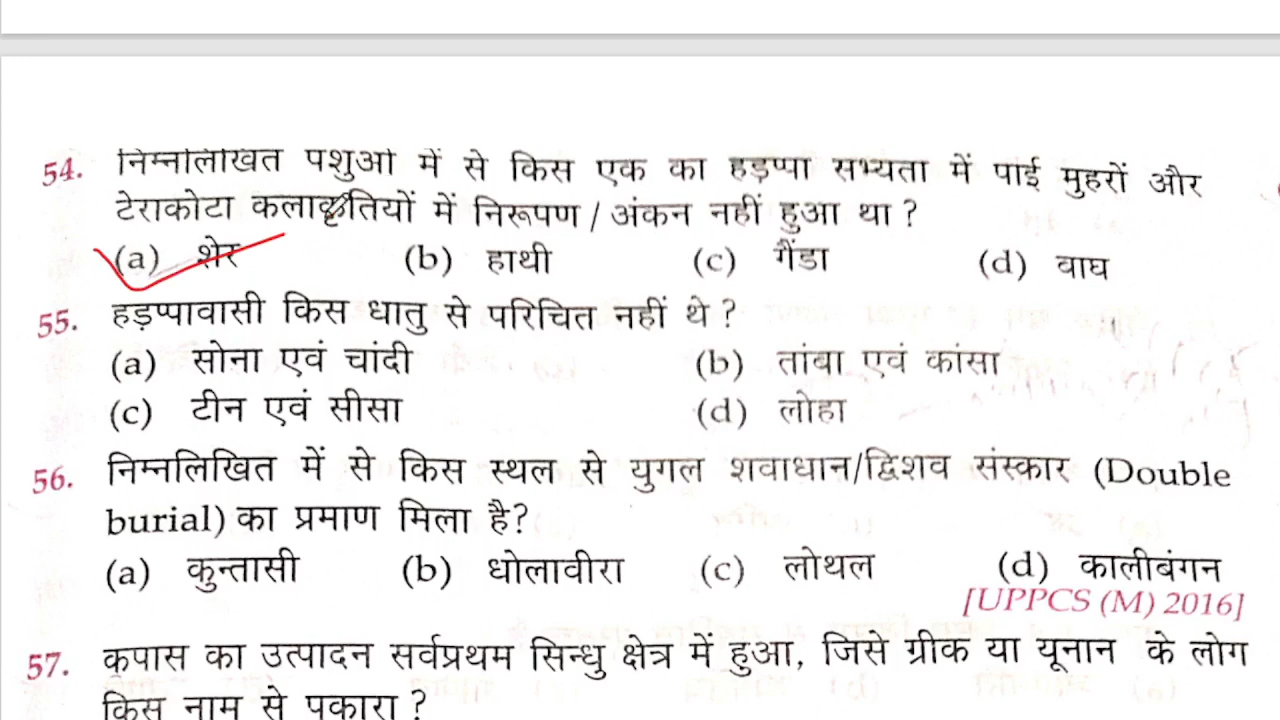 54. निम्नलिखित पशुओं में से किस एक का हड़प्पा सभ्यता में पाई मुहरों और
टेराकोटा कलाकृतियों में निरूपण / अंकन नहीं हुआ था ?
(a) शेर (b) हाथी (c) गैंडा (d) वाघ
55. हड़प्पावासी किस धातु से परिचित नहीं थे ?
(a) सोना एवं चांदी (b) तांबा एवं कांसा
(c) टीन एवं सीसा (d) लोहा
56. निम्नलिखित में से किस स्थल से युगल शवाधान/द्विशव संस्कार (Double
burial) का प्रमाण मिला है?
(a) कुन्तासी (b) धोलावीरा (c) लोथल (d) कालीबंगन
[UPPCS (M) 2016]
57. कपास का उत्पादन सर्वप्रथम सिन्धु क्षेत्र में हुआ, जिसे ग्रीक या यूनान के लोग
किस नाम से पुकारा ?